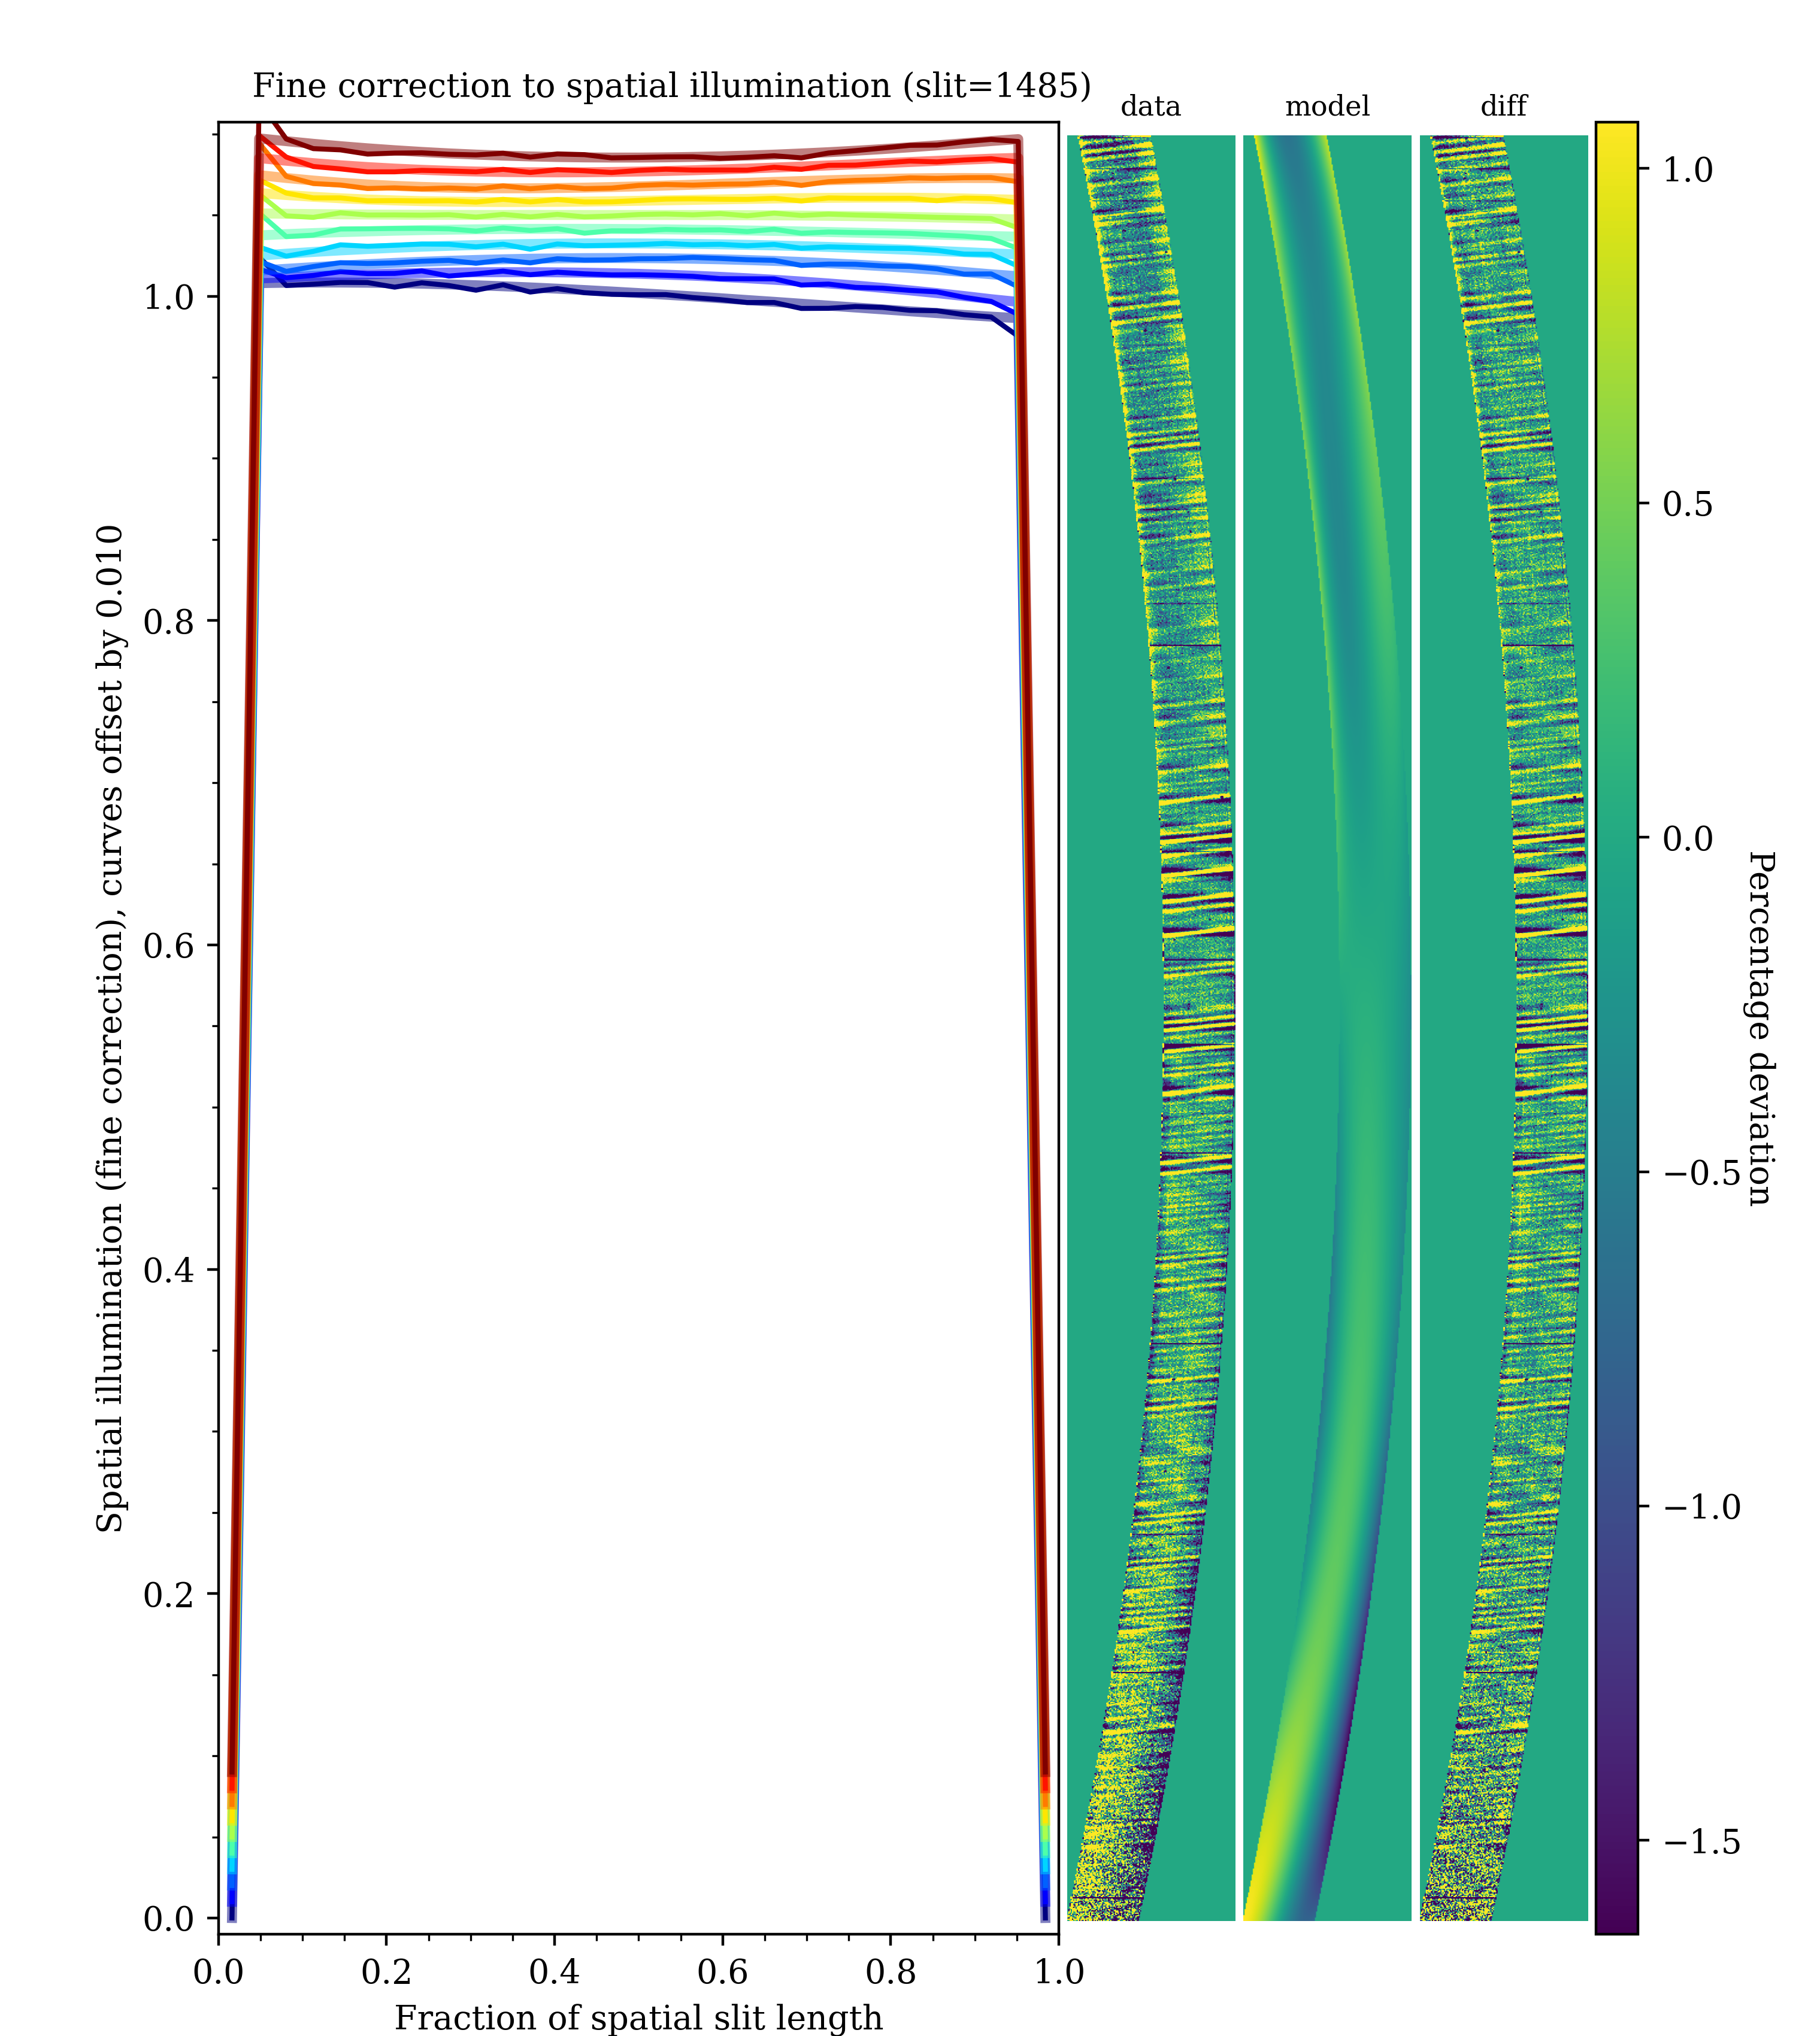 Fine correction to spatial illumination (slit=1485)
data
model
diff
Spatial illumination (fine correction), curves offset by 0.010
1.0
0.8
0.6
0.4
0.2
0.0
0.0
0.2
0.4
0.6
0.8
1.0
Fraction of spatial slit length
1.0
0.5
0.0
−0.5
−1.0
−1.5
Percentage deviation